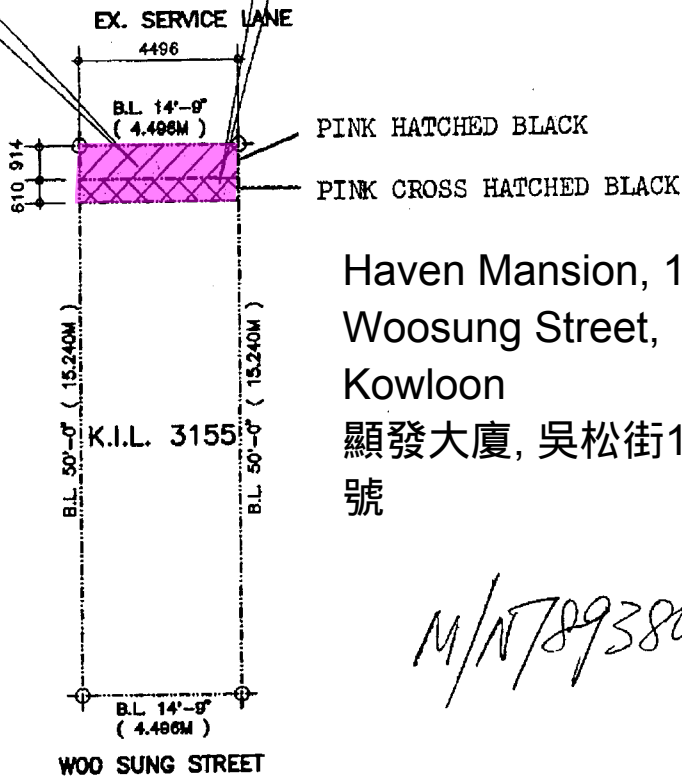 EX. SERVICE LANE
4496
B.L. 14'-9"
( 4.496M )
914
610
PINK HATCHED BLACK
PINK CROSS HATCHED BLACK
Haven Mansion, 1
Woosung Street,
Kowloon
顯發大廈, 吳松街1
號
B.L. 50'-0" ( 15.240M )
K.I.L. 3155
B.L. 50'-0" ( 15.240M )
M/N789380
B.L. 14'-9"
( 4.496M )
WOO SUNG STREET